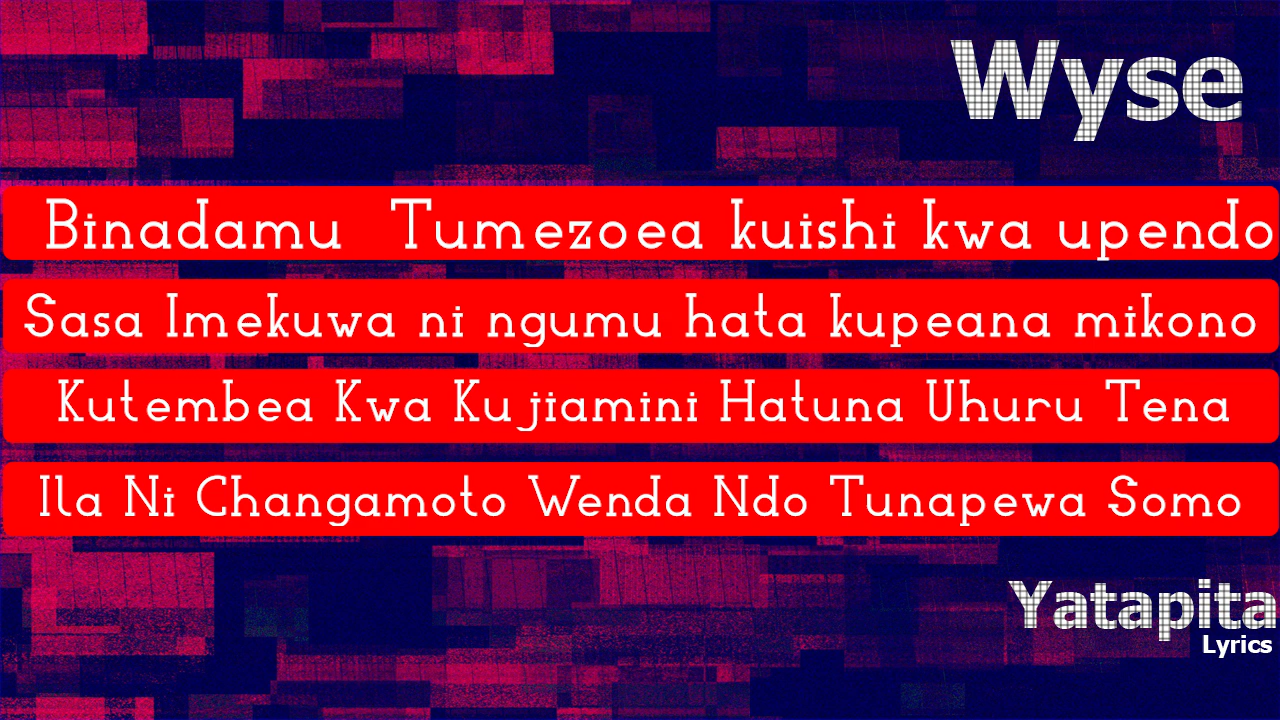 Wyse
Binadamu Tumezoea kuishi kwa upendo
Sasa Imekuwa ni ngumu hata kupeana mikono
Kutembea Kwa Kujiamini Hatuna Uhuru Tena
Ila Ni Changamoto Wenda Ndo Tunapewa Somo
Yatapita
Lyrics